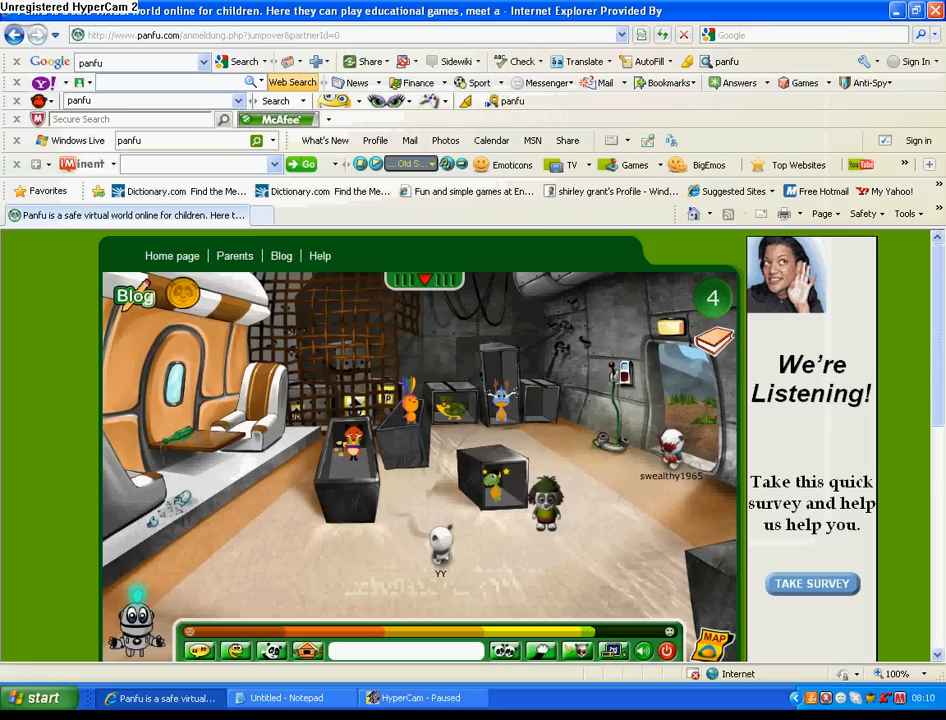 Unregistered HyperCam 2
orld online for children. Here they can play educational games, meet a - Internet Explorer Provided By
http://www.panfu.com/anmeldung.php?jumpover&partnerId=0
Google
Google panfu Search Share Sidewiki Check Translate AutoFill panfu Sign In
Y! Web Search News Finance Sport Messenger Mail Bookmarks Answers Games Anti-Spy
panfu Search panfu
Secure Search McAfee
Windows Live panfu What's New Profile Mail Photos Calendar MSN Share Sign in
IMinent Go Old S... Emoticons TV Games BigEmos Top Websites You Tube
Favorites Dictionary.com Find the Me... Dictionary.com Find the Me... Fun and simple games at En... shirley grant's Profile - Wind... Suggested Sites Free Hotmail My Yahoo!
Panfu is a safe virtual world online for children. Here t... Page Safety Tools
Home page Parents Blog Help
Blog
4
P
swealthy1965
YY
MAP
We're
Listening!
Take this quick
survey and help
us help you.
TAKE SURVEY
Internet 100%
start Panfu is a safe virtual... Untitled - Notepad HyperCam - Paused 08:10